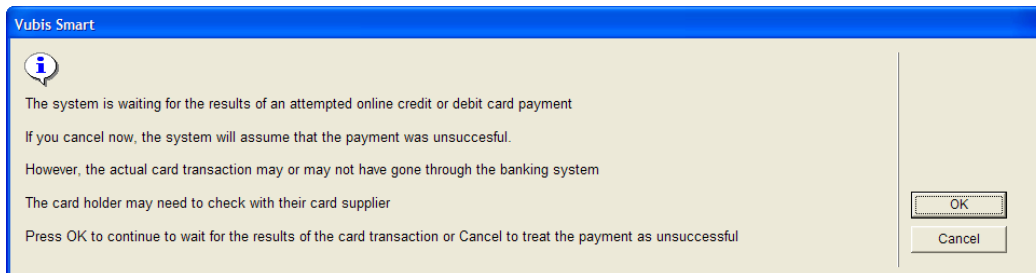 Vubis Smart
The system is waiting for the results of an attempted online credit or debit card payment
If you cancel now, the system will assume that the payment was unsuccesful.
However, the actual card transaction may or may not have gone through the banking system
The card holder may need to check with their card supplier
Press OK to continue to wait for the results of the card transaction or Cancel to treat the payment as unsuccessful
OK
Cancel